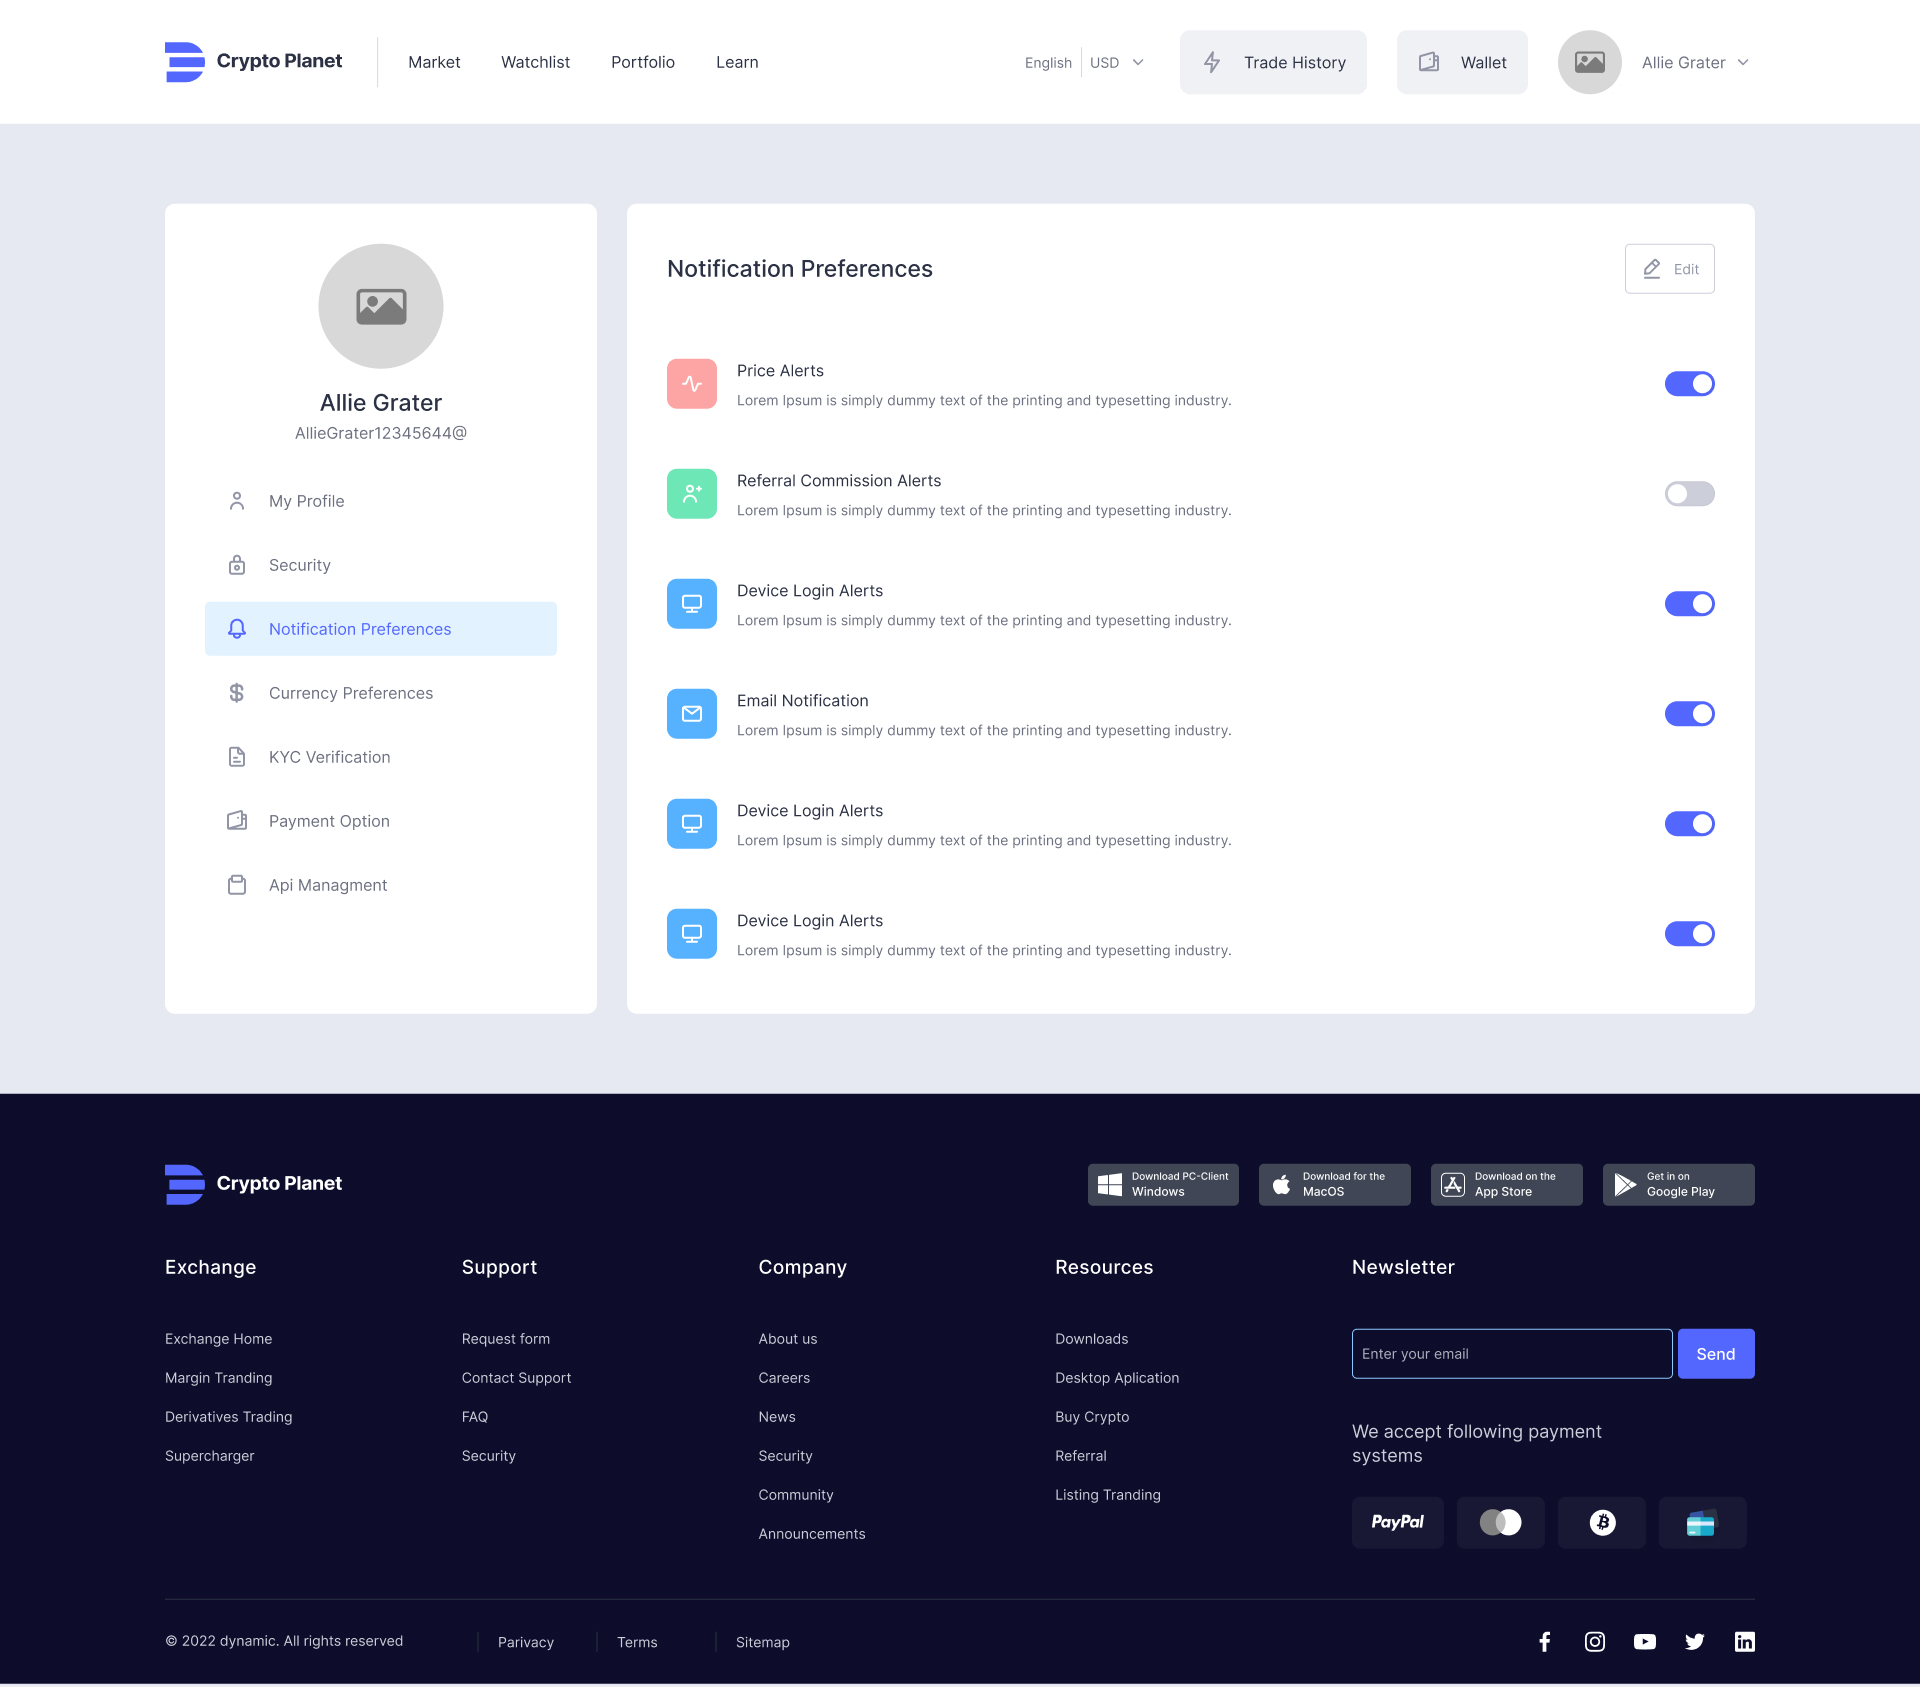 Crypto Planet
Market
Watchlist
Portfolio
Learn
English
USD
Trade History
Wallet
Allie Grater
Allie Grater
AllieGrater12345644@
My Profile
Security
Notification Preferences
Currency Preferences
KYC Verification
Payment Option
Api Managment
Notification Preferences
Edit
Price Alerts
Lorem Ipsum is simply dummy text of the printing and typesetting industry.
Referral Commission Alerts
Lorem Ipsum is simply dummy text of the printing and typesetting industry.
Device Login Alerts
Lorem Ipsum is simply dummy text of the printing and typesetting industry.
Email Notification
Lorem Ipsum is simply dummy text of the printing and typesetting industry.
Device Login Alerts
Lorem Ipsum is simply dummy text of the printing and typesetting industry.
Device Login Alerts
Lorem Ipsum is simply dummy text of the printing and typesetting industry.
Crypto Planet
Download PC-Client
Windows
Download for the
MacOS
Download on the
App Store
Get in on
Google Play
Exchange
Exchange Home
Margin Tranding
Derivatives Trading
Supercharger
Support
Request form
Contact Support
FAQ
Security
Company
About us
Careers
News
Security
Community
Announcements
Resources
Downloads
Desktop Aplication
Buy Crypto
Referral
Listing Tranding
Newsletter
Enter your email
Send
We accept following payment
systems
PayPal
© 2022 dynamic. All rights reserved
Parivacy
Terms
Sitemap